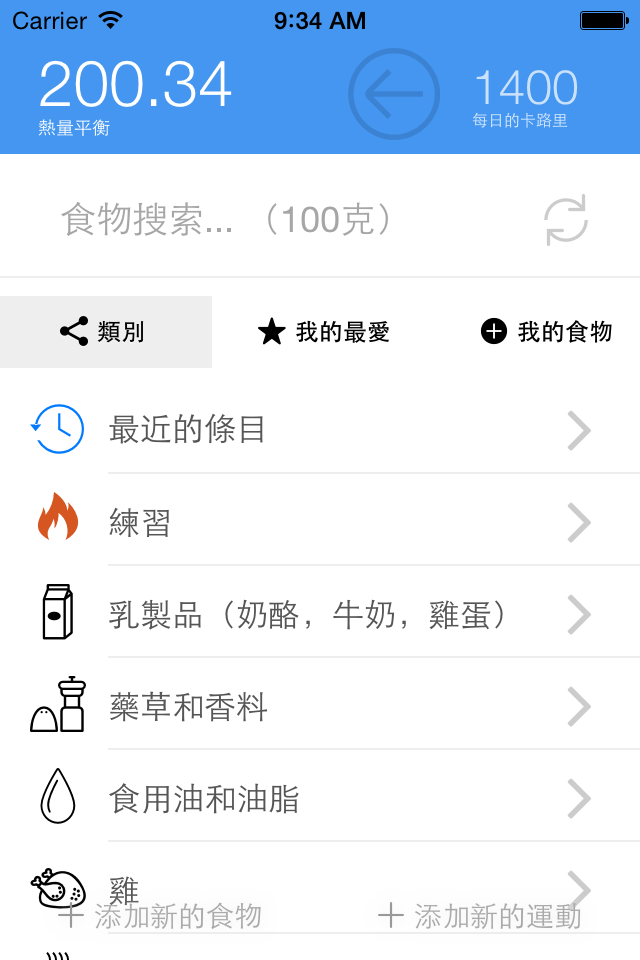 Carrier 9:34 AM
200.34 1400
熱量平衡 每日的卡路里
食物搜索... （100克）
類別 我的最愛 我的食物
最近的條目
練習
乳製品（奶酪，牛奶，雞蛋）
藥草和香料
食用油和油脂
雞
添加新的食物 添加新的運動